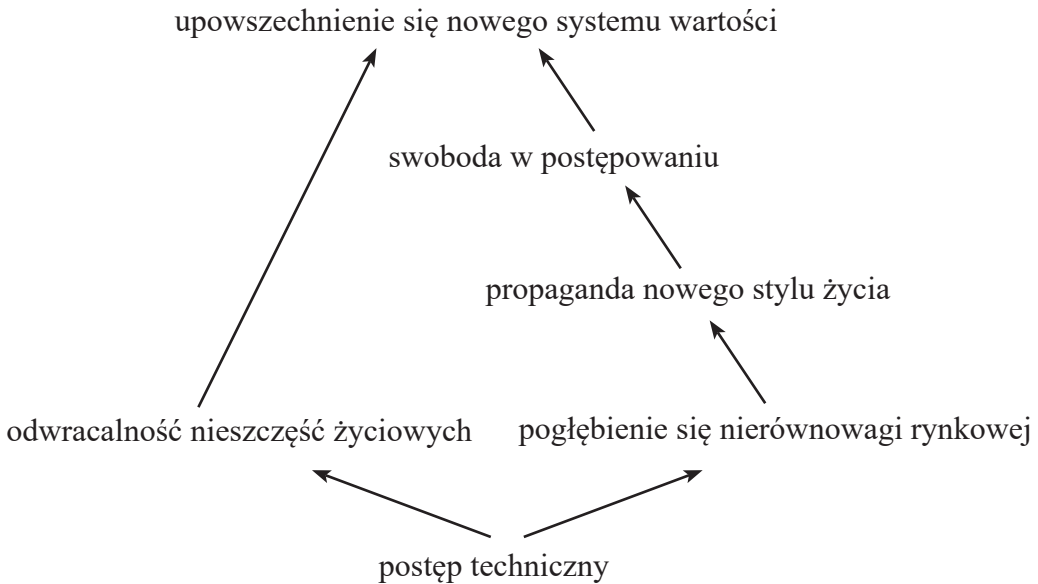 upowszechnienie się nowego systemu wartości
swoboda w postępowaniu
propaganda nowego stylu życia
odwracalność nieszczęść życiowych
pogłębienie się nierównowagi rynkowej
postęp techniczny